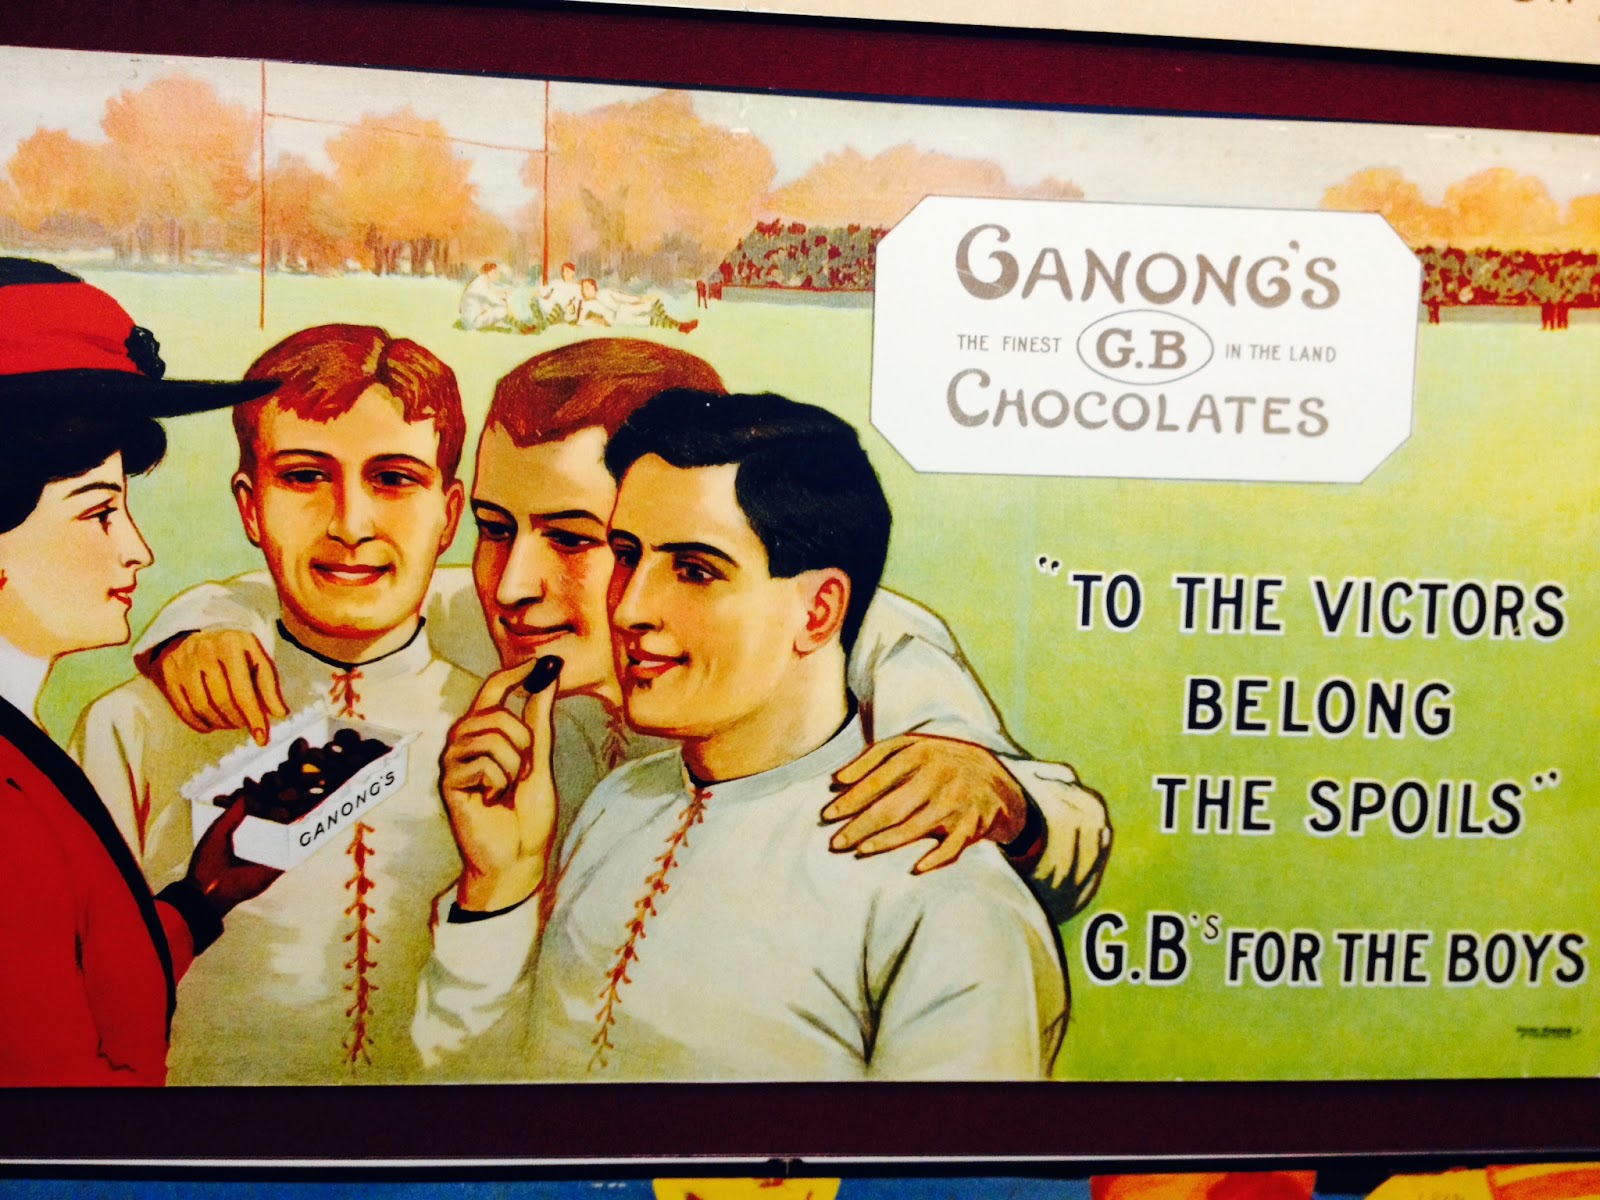 GANONG'S
THE FINEST G.B IN THE LAND
CHOCOLATES
"TO THE VICTORS
BELONG
THE SPOILS"
G.B'S FOR THE BOYS
GANONG'S